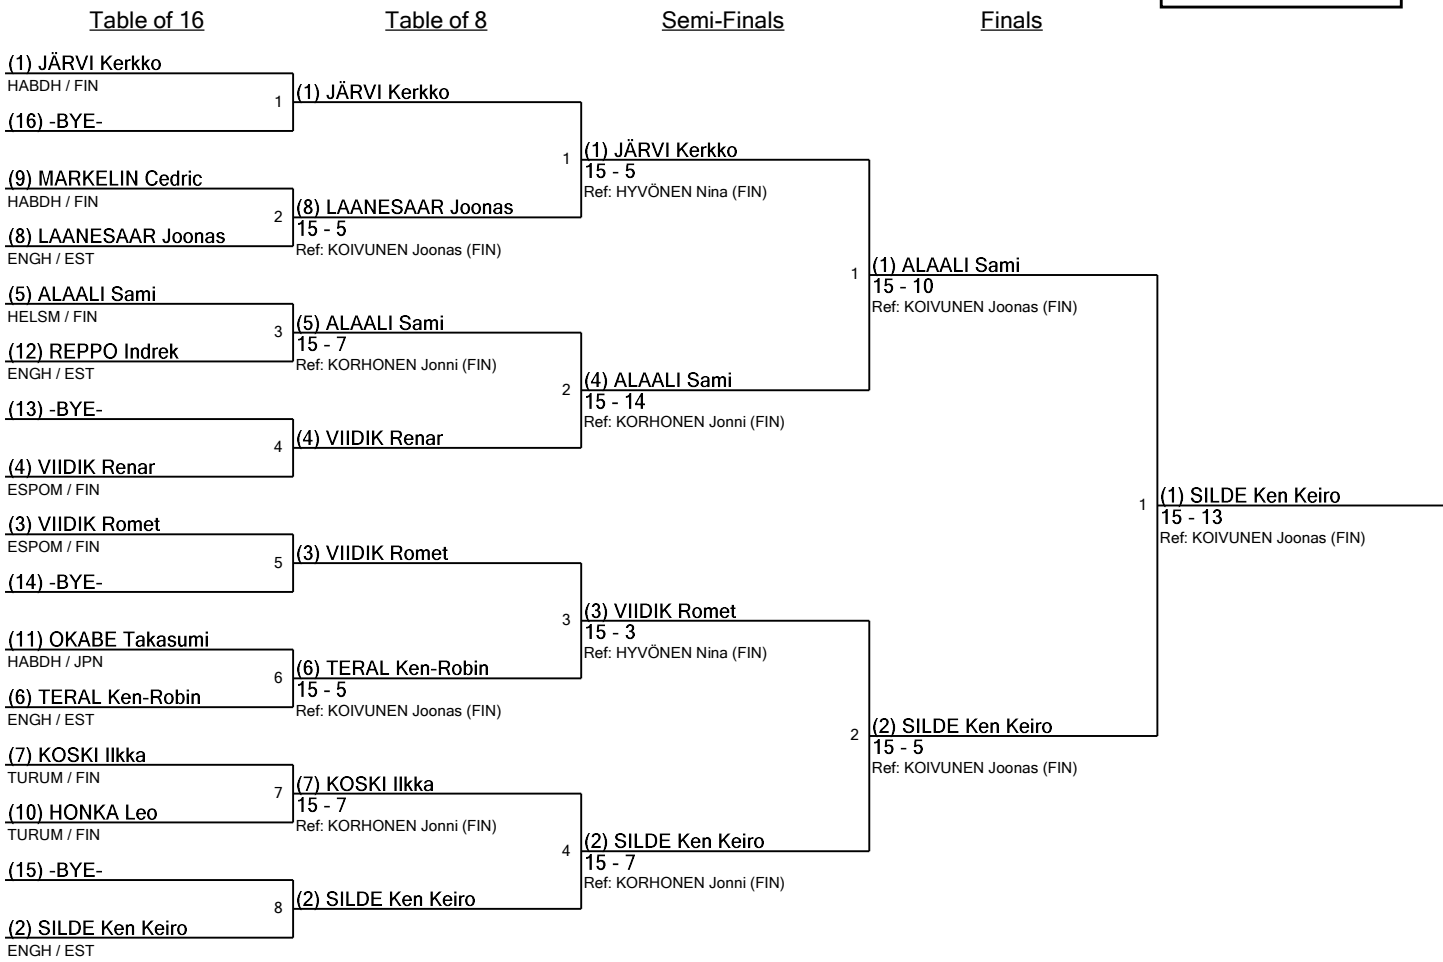 Table of 16
Table of 8
Semi-Finals
Finals
(1) JÄRVI Kerkko
HABDH / FIN
1
(16) -BYE-
(9) MARKELIN Cedric
HABDH / FIN
2
(8) LAANESAAR Joonas
ENGH / EST
(5) ALAALI Sami
HELSM / FIN
3
(12) REPPO Indrek
ENGH / EST
(13) -BYE-
4
(4) VIIDIK Renar
ESPOM / FIN
(3) VIIDIK Romet
ESPOM / FIN
5
(14) -BYE-
(11) OKABE Takasumi
HABDH / JPN
6
(6) TERAL Ken-Robin
ENGH / EST
(7) KOSKI Ilkka
TURUM / FIN
7
(10) HONKA Leo
TURUM / FIN
(15) -BYE-
8
(2) SILDE Ken Keiro
ENGH / EST
(1) JÄRVI Kerkko
1
(8) LAANESAAR Joonas
15 - 5
Ref: KOIVUNEN Joonas (FIN)
(5) ALAALI Sami
15 - 7
Ref: KORHONEN Jonni (FIN)
2
(4) VIIDIK Renar
(3) VIIDIK Romet
3
(6) TERAL Ken-Robin
15 - 5
Ref: KOIVUNEN Joonas (FIN)
(7) KOSKI Ilkka
15 - 7
Ref: KORHONEN Jonni (FIN)
4
(2) SILDE Ken Keiro
(1) JÄRVI Kerkko
15 - 5
Ref: HYVÖNEN Nina (FIN)
1
(4) ALAALI Sami
15 - 14
Ref: KORHONEN Jonni (FIN)
(3) VIIDIK Romet
15 - 3
Ref: HYVÖNEN Nina (FIN)
2
(2) SILDE Ken Keiro
15 - 7
Ref: KORHONEN Jonni (FIN)
(1) ALAALI Sami
15 - 10
Ref: KOIVUNEN Joonas (FIN)
1
(2) SILDE Ken Keiro
15 - 5
Ref: KOIVUNEN Joonas (FIN)
(1) SILDE Ken Keiro
15 - 13
Ref: KOIVUNEN Joonas (FIN)